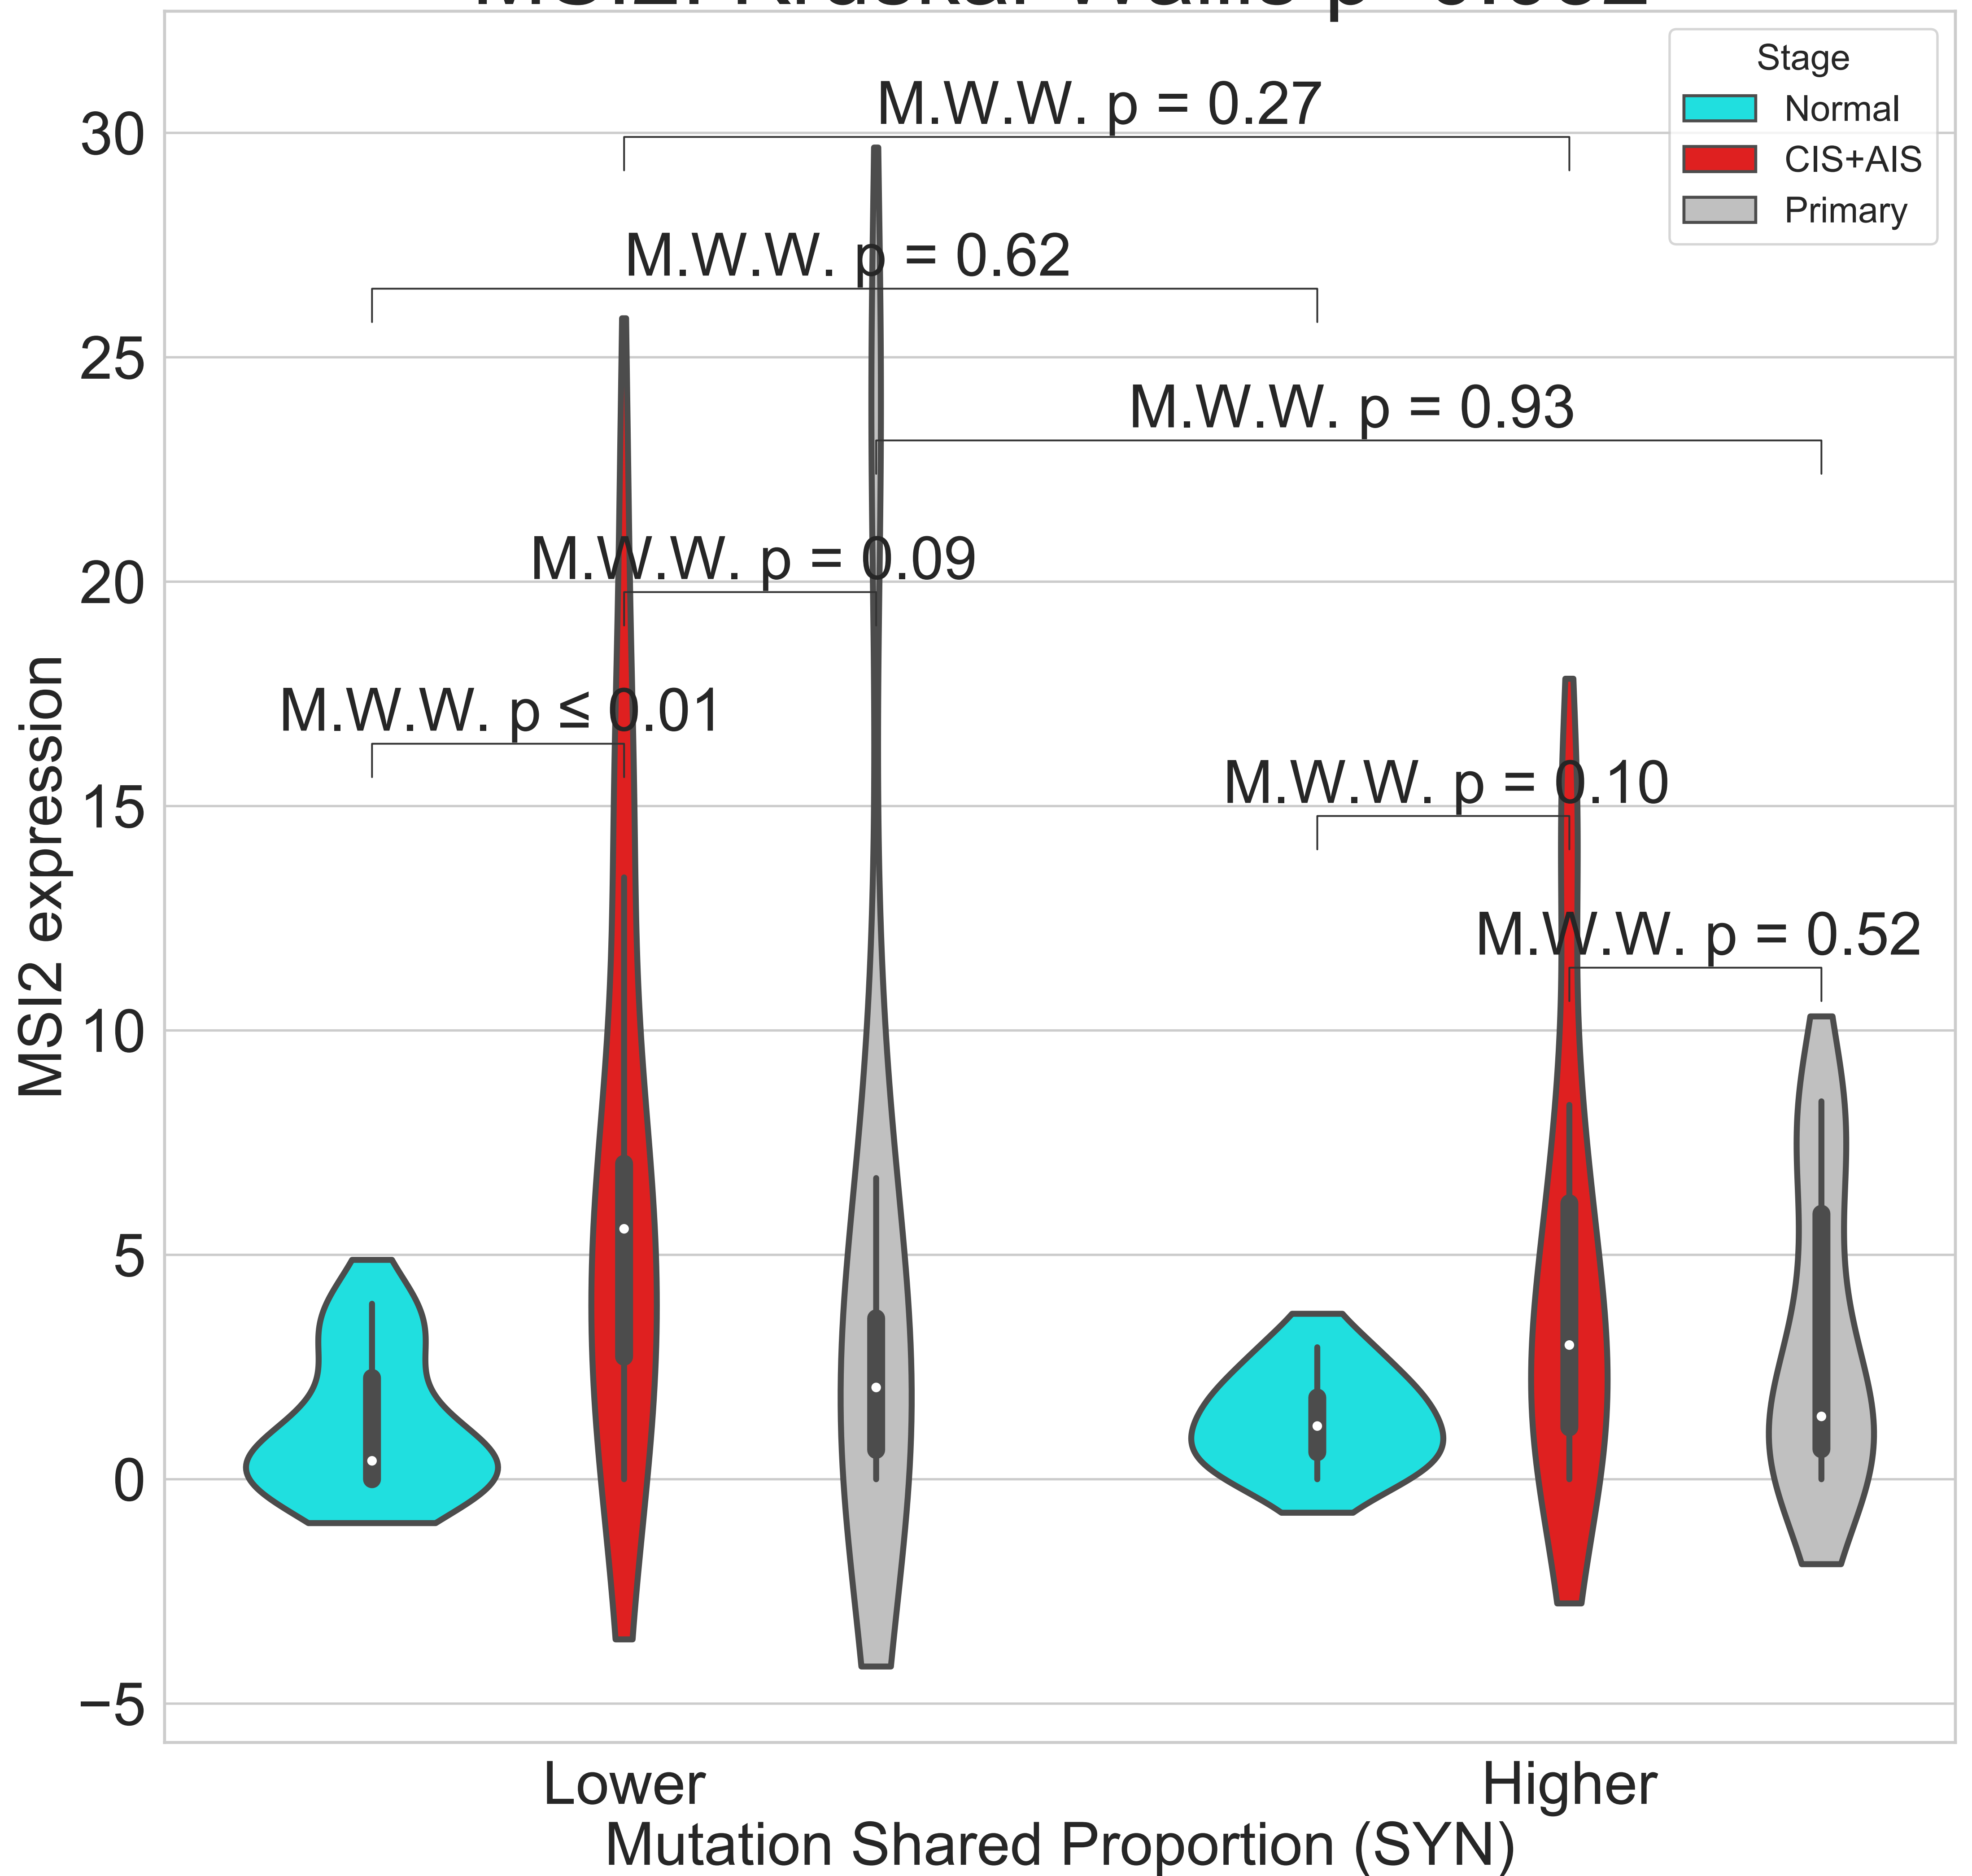 Stage
Normal
CIS+AIS
Primary
M.W.W. p = 0.27
M.W.W. p = 0.62
M.W.W. p = 0.93
M.W.W. p = 0.09
M.W.W. p ≤ 0.01
M.W.W. p = 0.10
M.W.W. p = 0.52
30
25
20
15
10
5
0
−5
MSI2 expression
Lower
Higher
Mutation Shared Proportion (SYN)